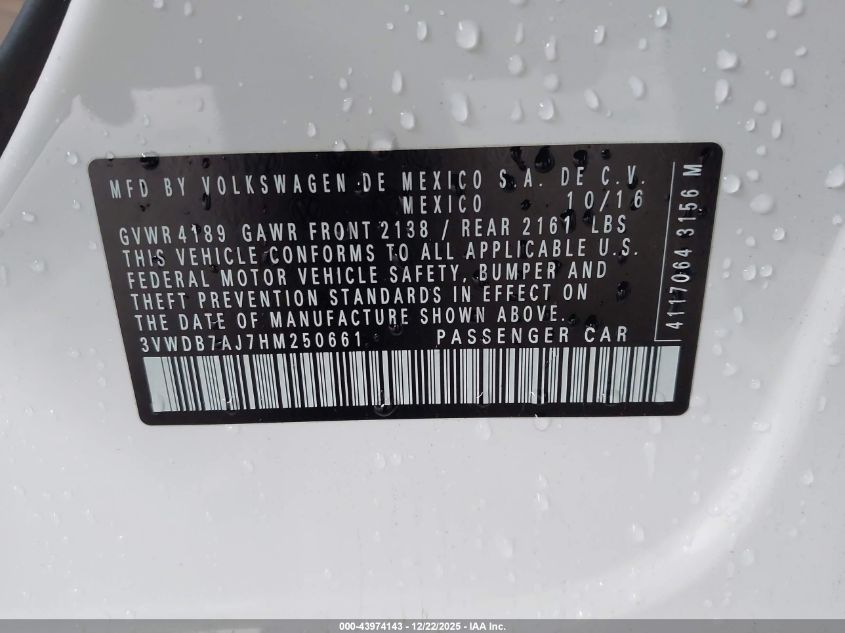 MFD BY VOLKSWAGEN DE MEXICO S.A. DE C.V.
MEXICO 10/16
GVWR 4189 GAWR FRONT 2138 / REAR 2161 LBS
THIS VEHICLE CONFORMS TO ALL APPLICABLE U.S.
FEDERAL MOTOR VEHICLE SAFETY, BUMPER AND
THEFT PREVENTION STANDARDS IN EFFECT ON
THE DATE OF MANUFACTURE SHOWN ABOVE.
3VWDB7AJ7HM250661 PASSENGER CAR
4117064 3156 M
000-43974143 - 12/22/2025 - IAA Inc.